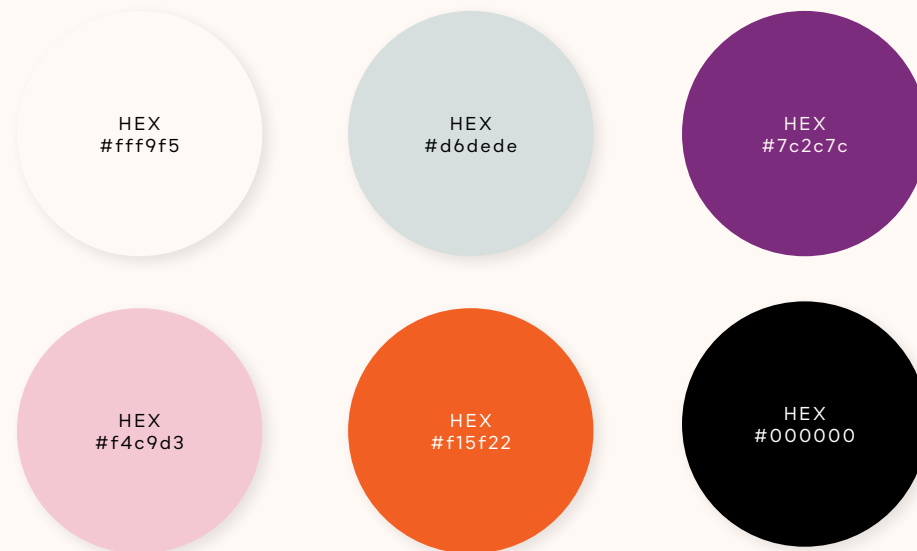 HEX
#fff9f5
HEX
#d6dede
HEX
#7c2c7c
HEX
#f4c9d3
HEX
#f15f22
HEX
#000000